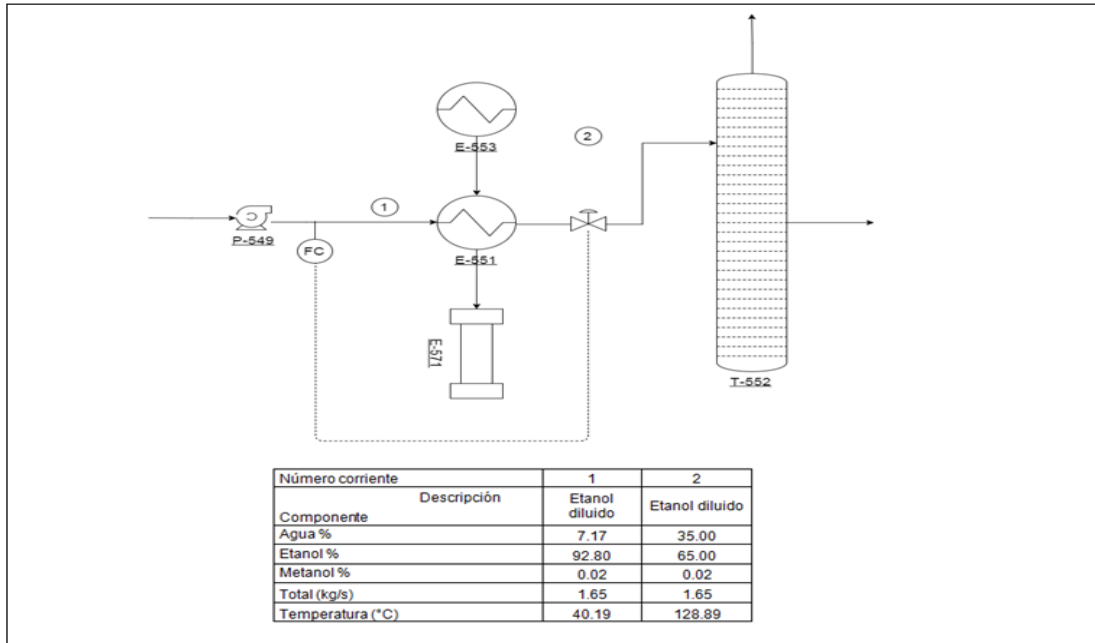 E-553
2
1
P-549
FC
E-551
E-571
T-552
Número corriente 1 2
Descripción Etanol diluido Etanol diluido
Componente
Agua % 7.17 35.00
Etanol % 92.80 65.00
Metanol % 0.02 0.02
Total (kg/s) 1.65 1.65
Temperatura (°C) 40.19 128.89